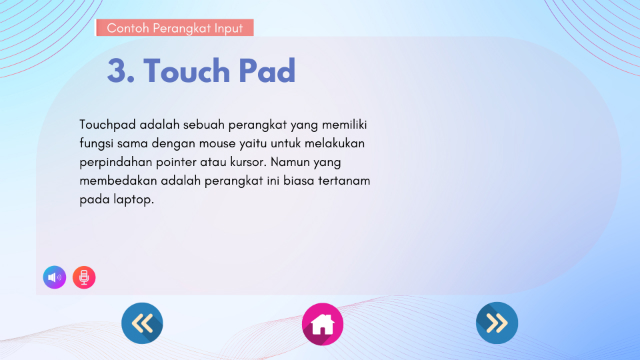 Contoh Perangkat Input
3. Touch Pad
Touchpad adalah sebuah perangkat yang memiliki
fungsi sama dengan mouse yaitu untuk melakukan
perpindahan pointer atau kursor. Namun yang
membedakan adalah perangkat ini biasa tertanam
pada laptop.